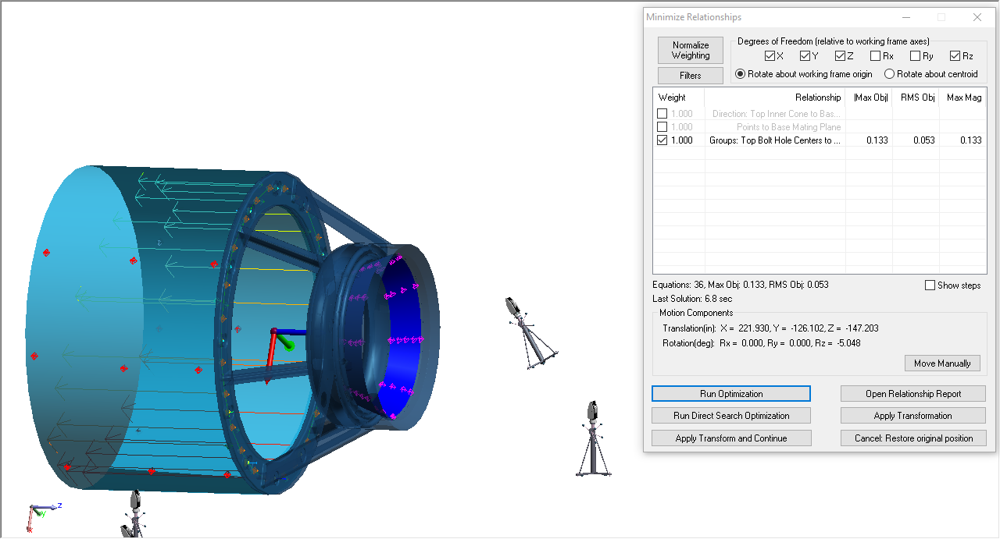 Minimize Relationships
Normalize
Weighting
Filters
Degrees of Freedom (relative to working frame axes)
X Y Z Rx Ry Rz
Rotate about working frame origin Rotate about centroid
Weight Relationship |Max Obj| RMS Obj Max Mag
1.000 Direction: Top Inner Cone to Bas...
1.000 Points to Base Mating Plane
1.000 Groups: Top Bolt Hole Centers to ... 0.133 0.053 0.133
Equations: 36, Max Obj: 0.133, RMS Obj: 0.053
Show steps
Last Solution: 6.8 sec
Motion Components
Translation(in): X = 221.930, Y = -126.102, Z = -147.203
Rotation(deg): Rx = 0.000, Ry = 0.000, Rz = -5.048
Move Manually
Run Optimization Open Relationship Report
Run Direct Search Optimization Apply Transformation
Apply Transform and Continue Cancel: Restore original position
Z
Y
X